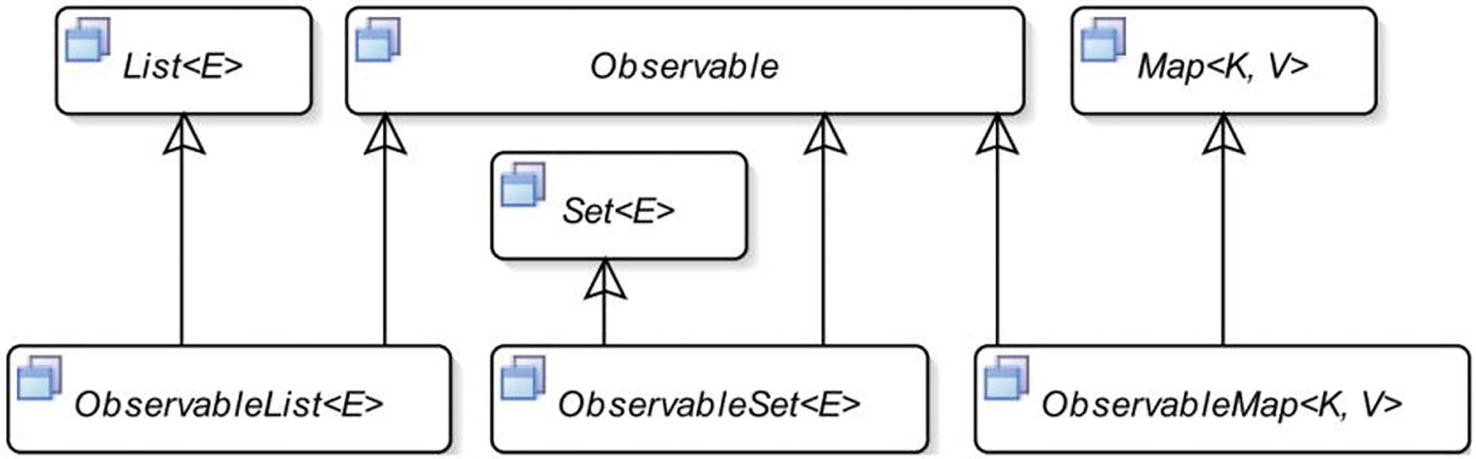 List<E>
Observable
Map<K, V>
Set<E>
ObservableList<E>
ObservableSet<E>
ObservableMap<K, V>